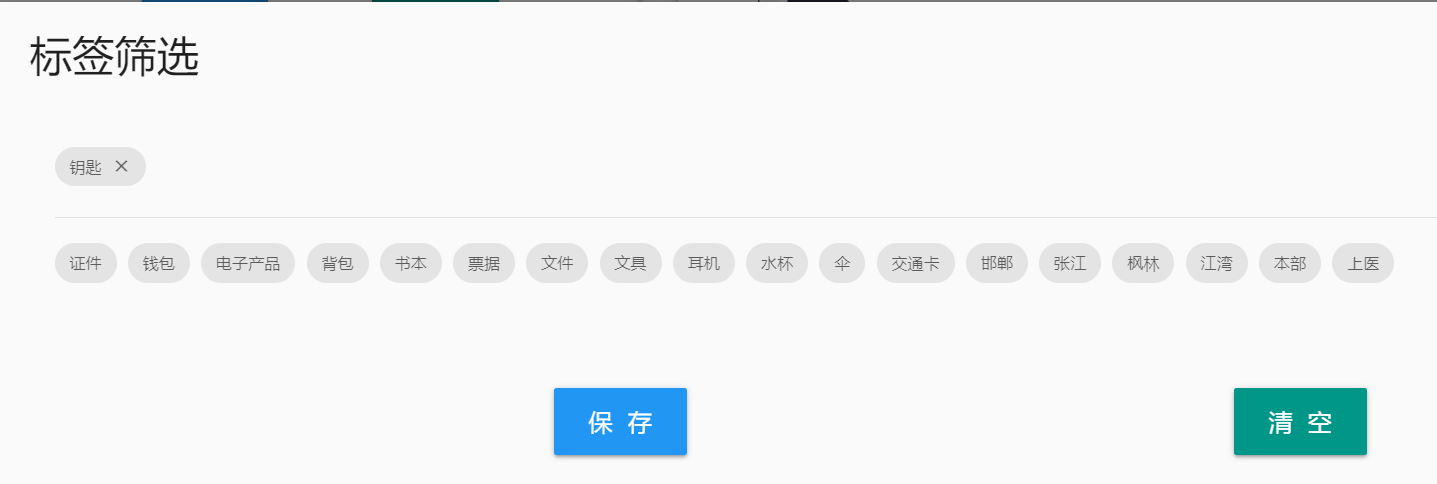 标签筛选
钥匙 ×
证件 钱包 电子产品 背包 书本 票据 文件 文具 耳机 水杯 伞 交通卡 邯郸 张江 枫林 江湾 本部 上医
保存 清空